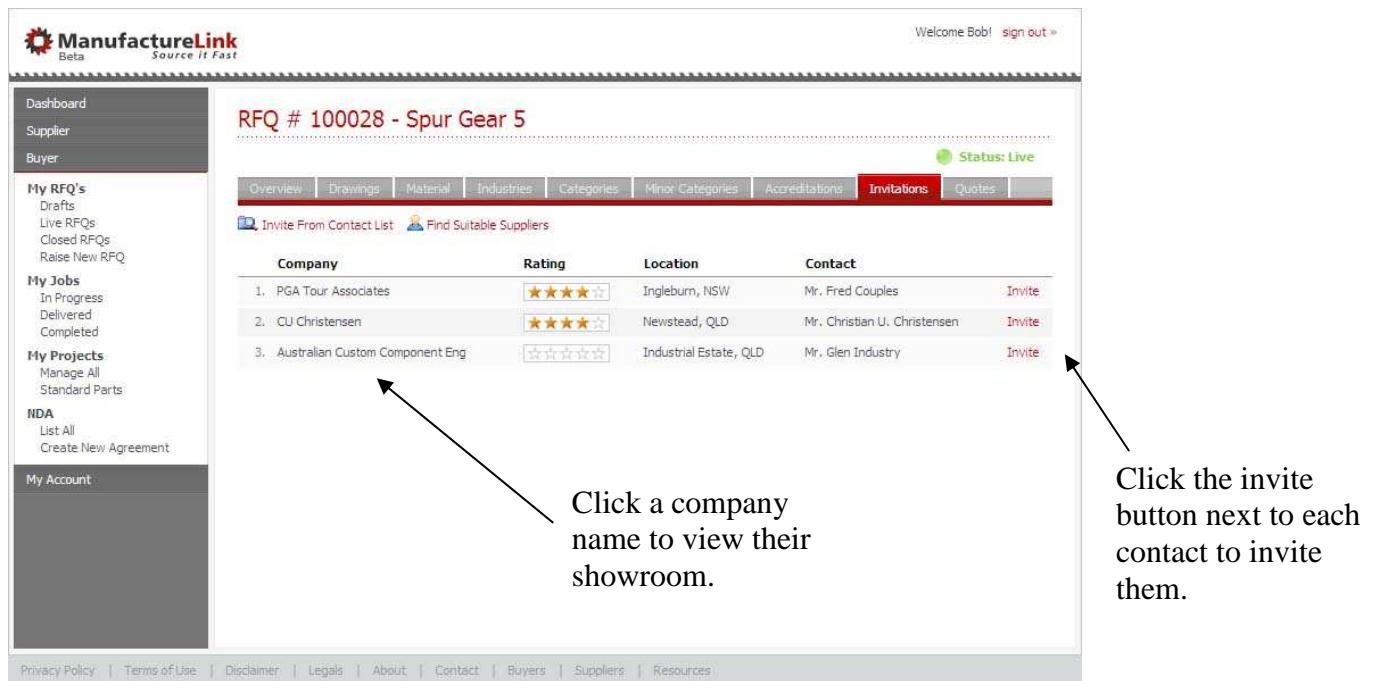 ManufactureLink
Beta Source it Fast
Welcome Bob! sign out »
Dashboard
Supplier
Buyer
My RFQ's
Drafts
Live RFQs
Closed RFQs
Raise New RFQ
My Jobs
In Progress
Delivered
Completed
My Projects
Manage All
Standard Parts
NDA
List All
Create New Agreement
My Account
RFQ # 100028 - Spur Gear 5
Status: Live
Overview Drawings Material Industries Categories Minor Categories Accreditations Invitations Quotes
Invite From Contact List Find Suitable Suppliers
Company Rating Location Contact
1. PGA Tour Associates Ingleburn, NSW Mr. Fred Couples Invite
2. CU Christensen Newstead, QLD Mr. Christian U. Christensen Invite
3. Australian Custom Component Eng Industrial Estate, QLD Mr. Glen Industry Invite
Click a company
name to view their
showroom.
Click the invite
button next to each
contact to invite
them.
Privacy Policy | Terms of Use | Disclaimer | Legals | About | Contact | Buyers | Suppliers | Resources